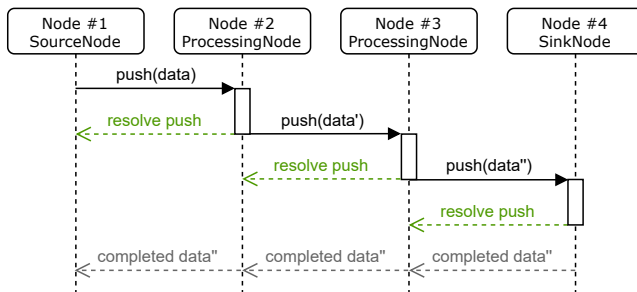 Node #1
SourceNode
Node #2
ProcessingNode
Node #3
ProcessingNode
Node #4
SinkNode
push(data)
resolve push
push(data')
resolve push
push(data'')
resolve push
completed data''
completed data''
completed data''